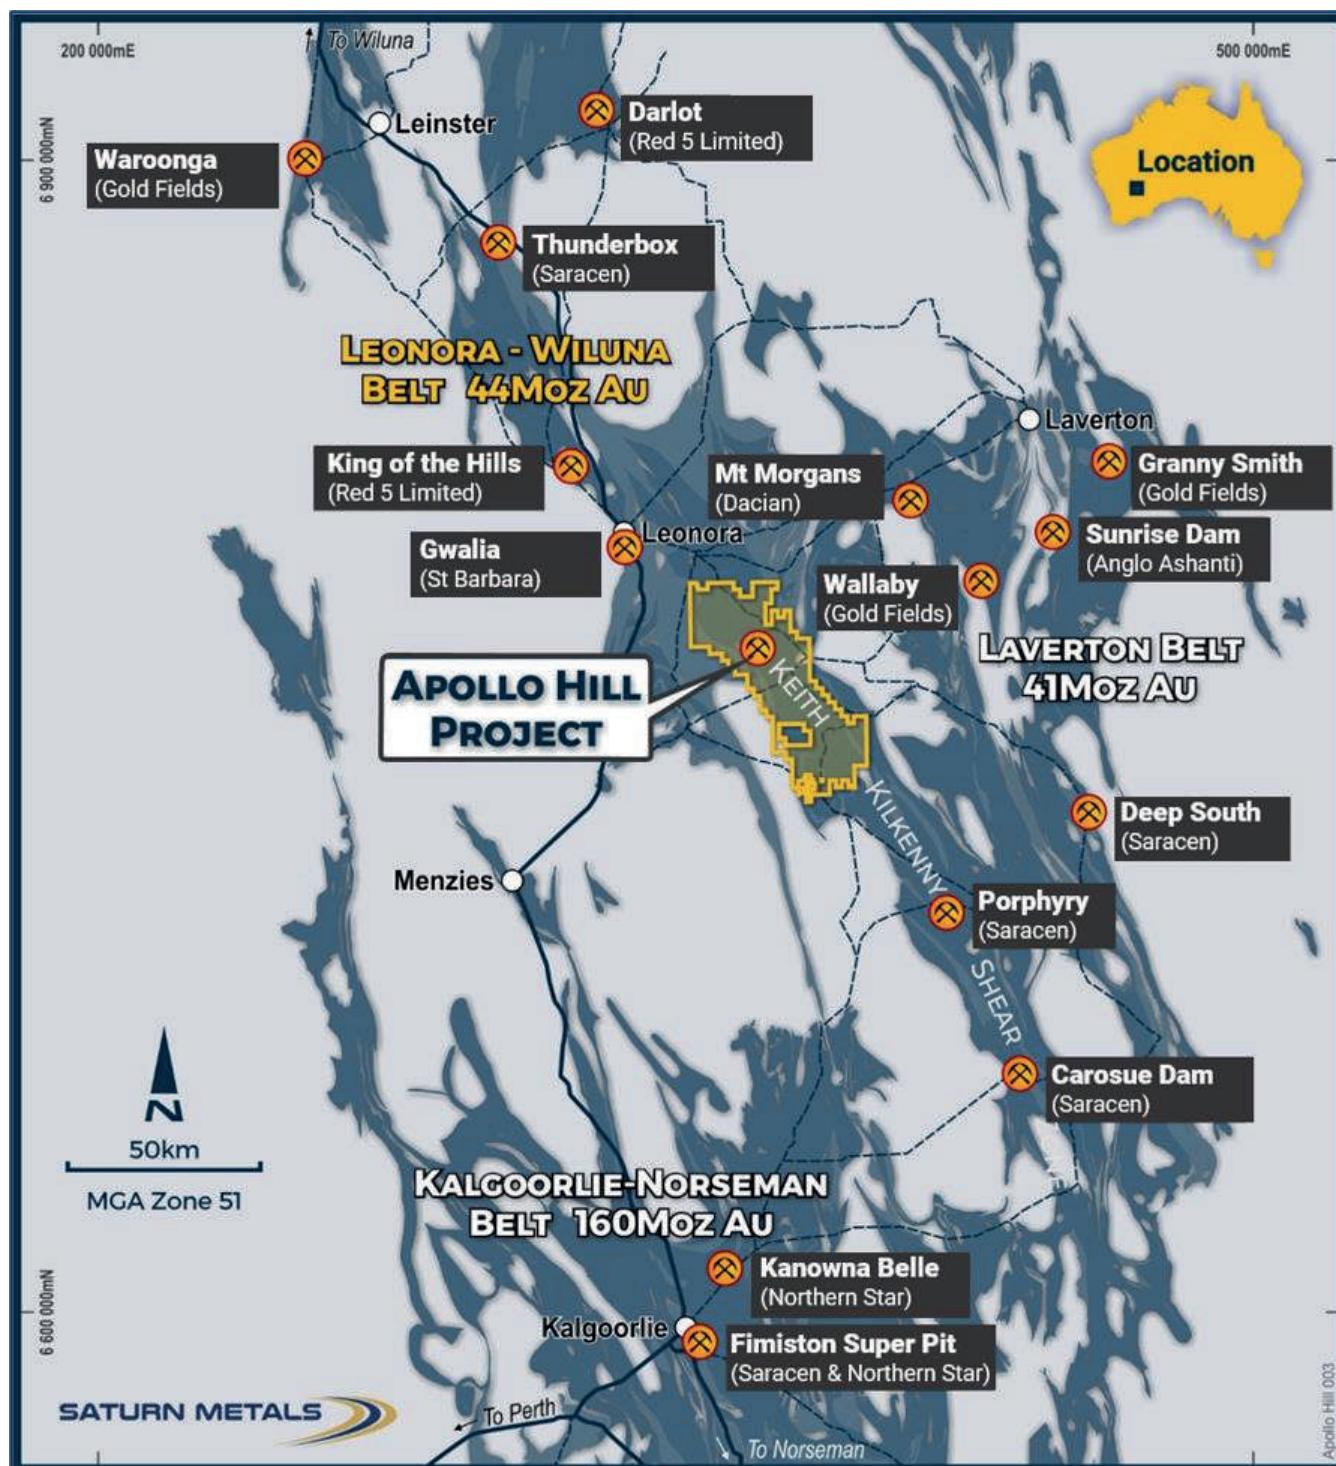 200 000mE
To Wiluna
500 000mE
6 900 000mN
Leinster
Darlot
(Red 5 Limited)
Waroonga
(Gold Fields)
Location
Thunderbox
(Saracen)
LEONORA - WILUNA
BELT 44MOZ AU
Laverton
King of the Hills
(Red 5 Limited)
Mt Morgans
(Dacian)
Granny Smith
(Gold Fields)
Leonora
Gwalia
(St Barbara)
Sunrise Dam
(Anglo Ashanti)
Wallaby
(Gold Fields)
LAVERTON BELT
41MOZ AU
APOLLO HILL
PROJECT
KEITH
KILKENNY
SHEAR
Deep South
(Saracen)
Menzies
Porphyry
(Saracen)
Carosue Dam
(Saracen)
N
50km
MGA Zone 51
KALGOORLIE-NORSEMAN
BELT 160MOZ AU
Kanowna Belle
(Northern Star)
6 600 000mN
Kalgoorlie
Fimiston Super Pit
(Saracen & Northern Star)
SATURN METALS
To Perth
To Norseman
Apollo Hill 003